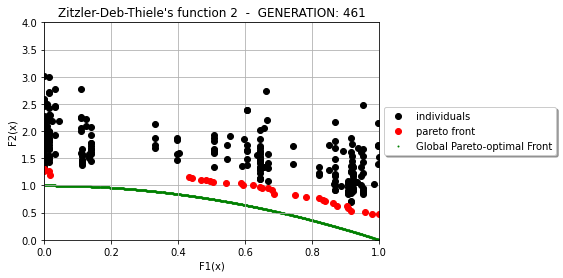 Zitzler-Deb-Thiele's function 2 - GENERATION: 461
4.0
3.5
3.0
2.5
2.0
1.5
1.0
0.5
0.0
F2(x)
0.0 0.2 0.4 0.6 0.8 1.0
F1(x)
individuals
pareto front
Global Pareto-optimal Front